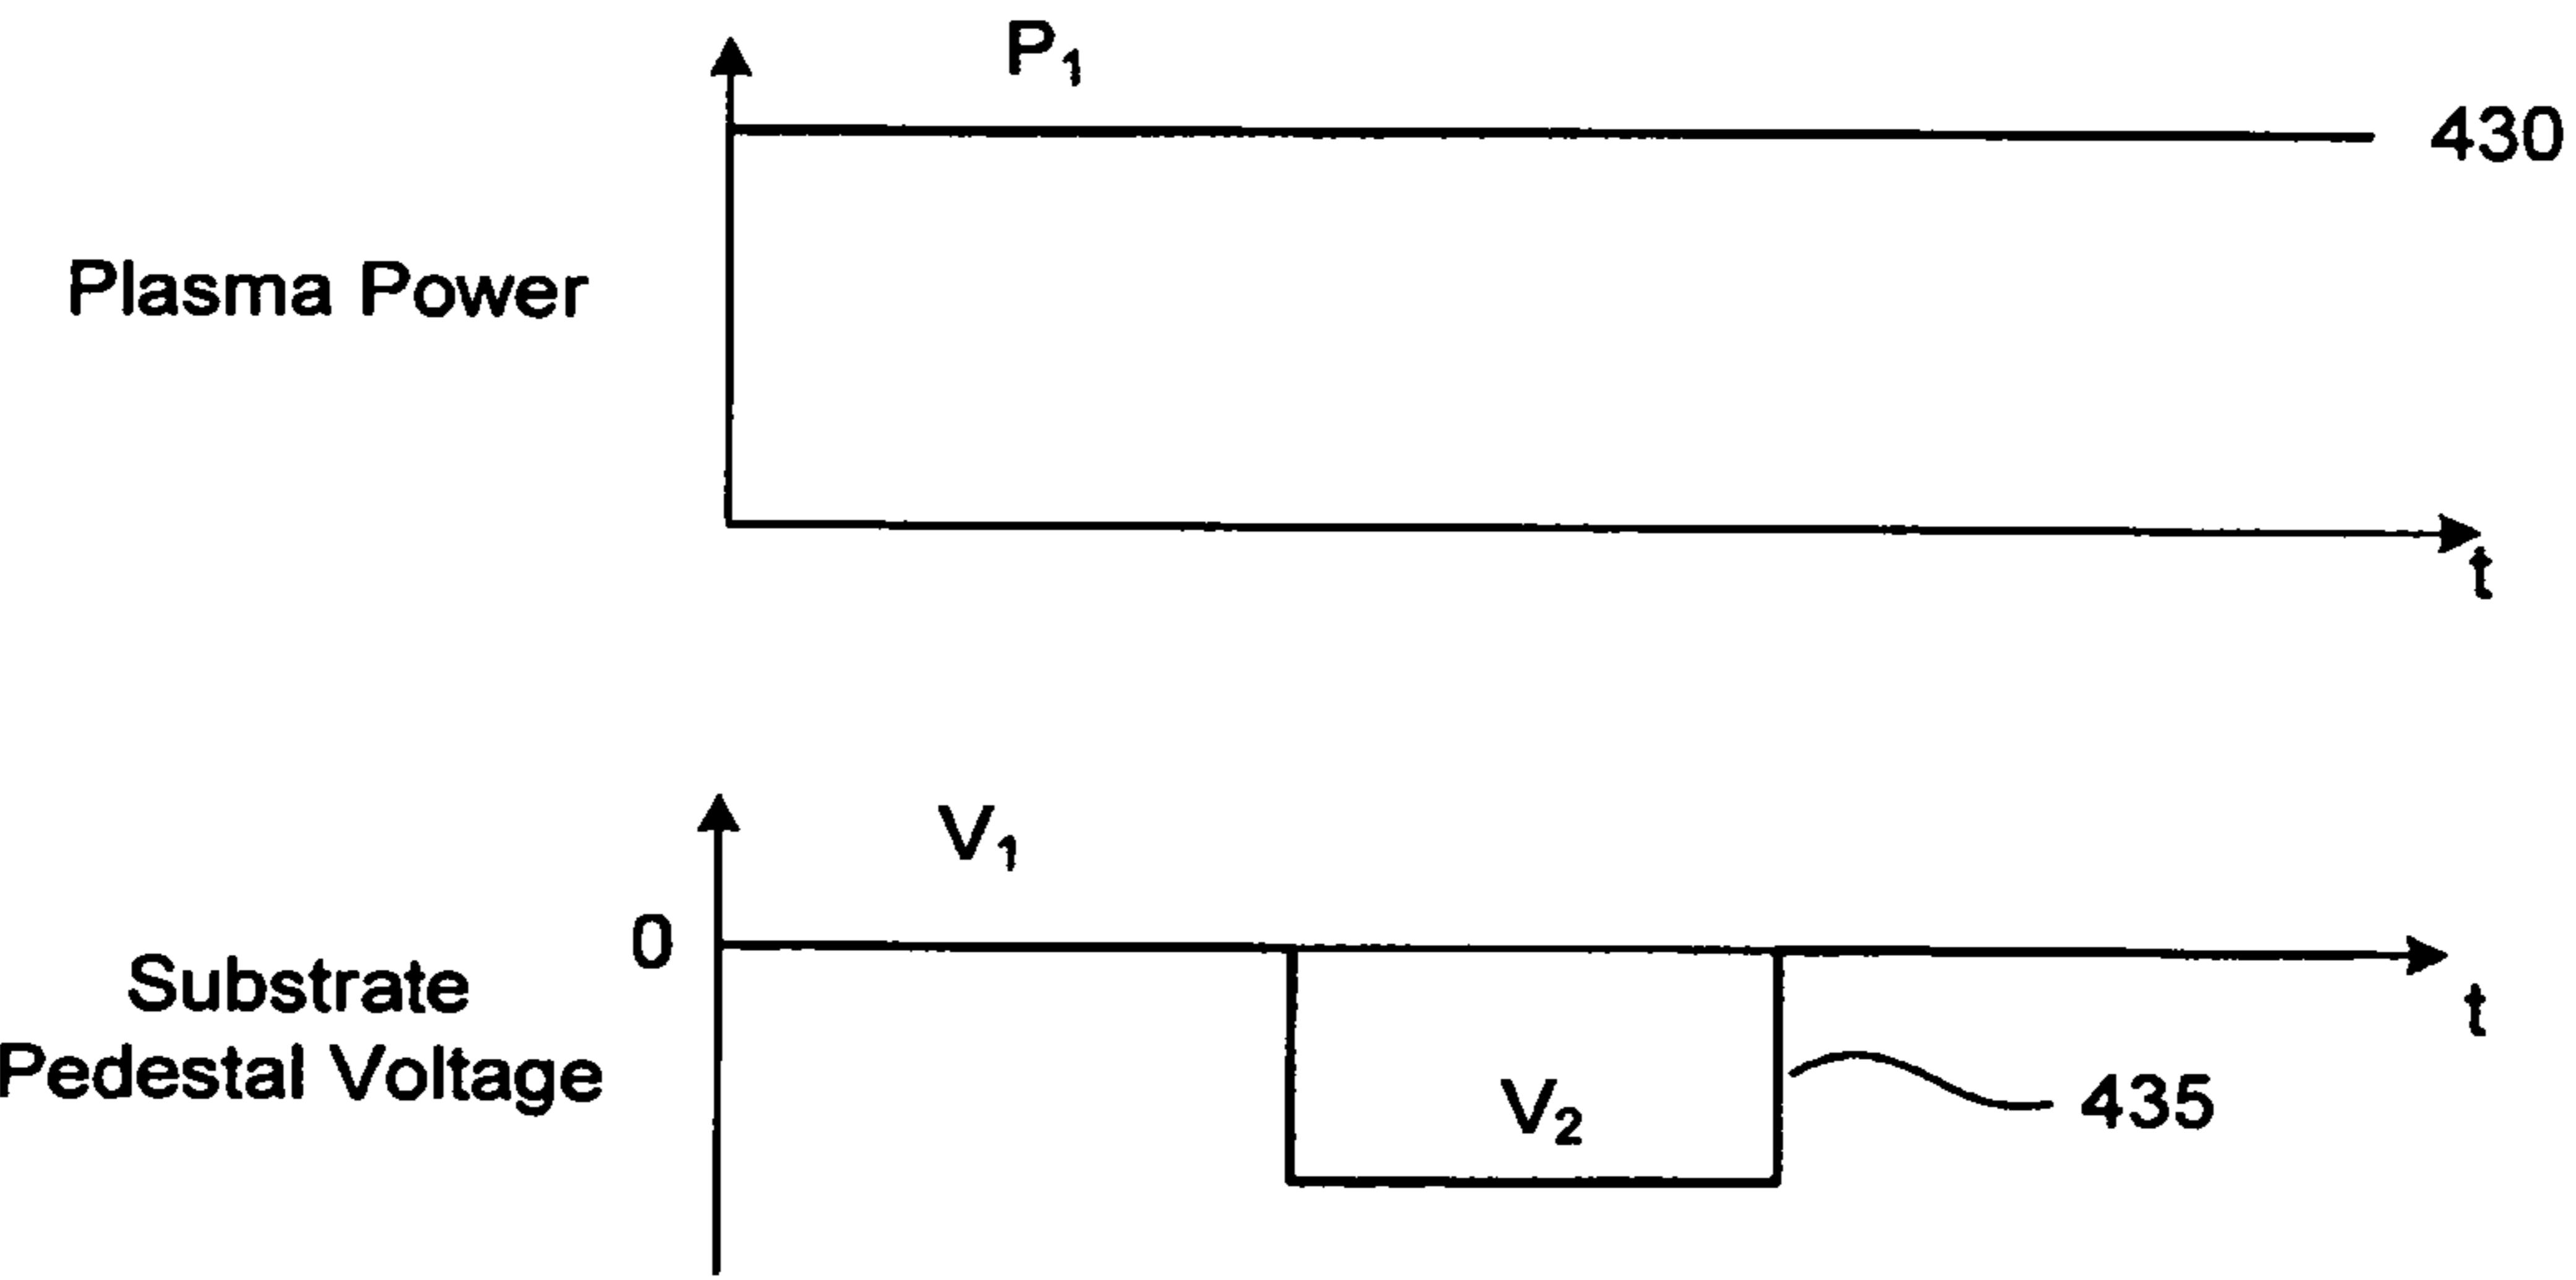 P₁
430
Plasma Power
t
V₁
0
Substrate
Pedestal Voltage
t
V₂
435